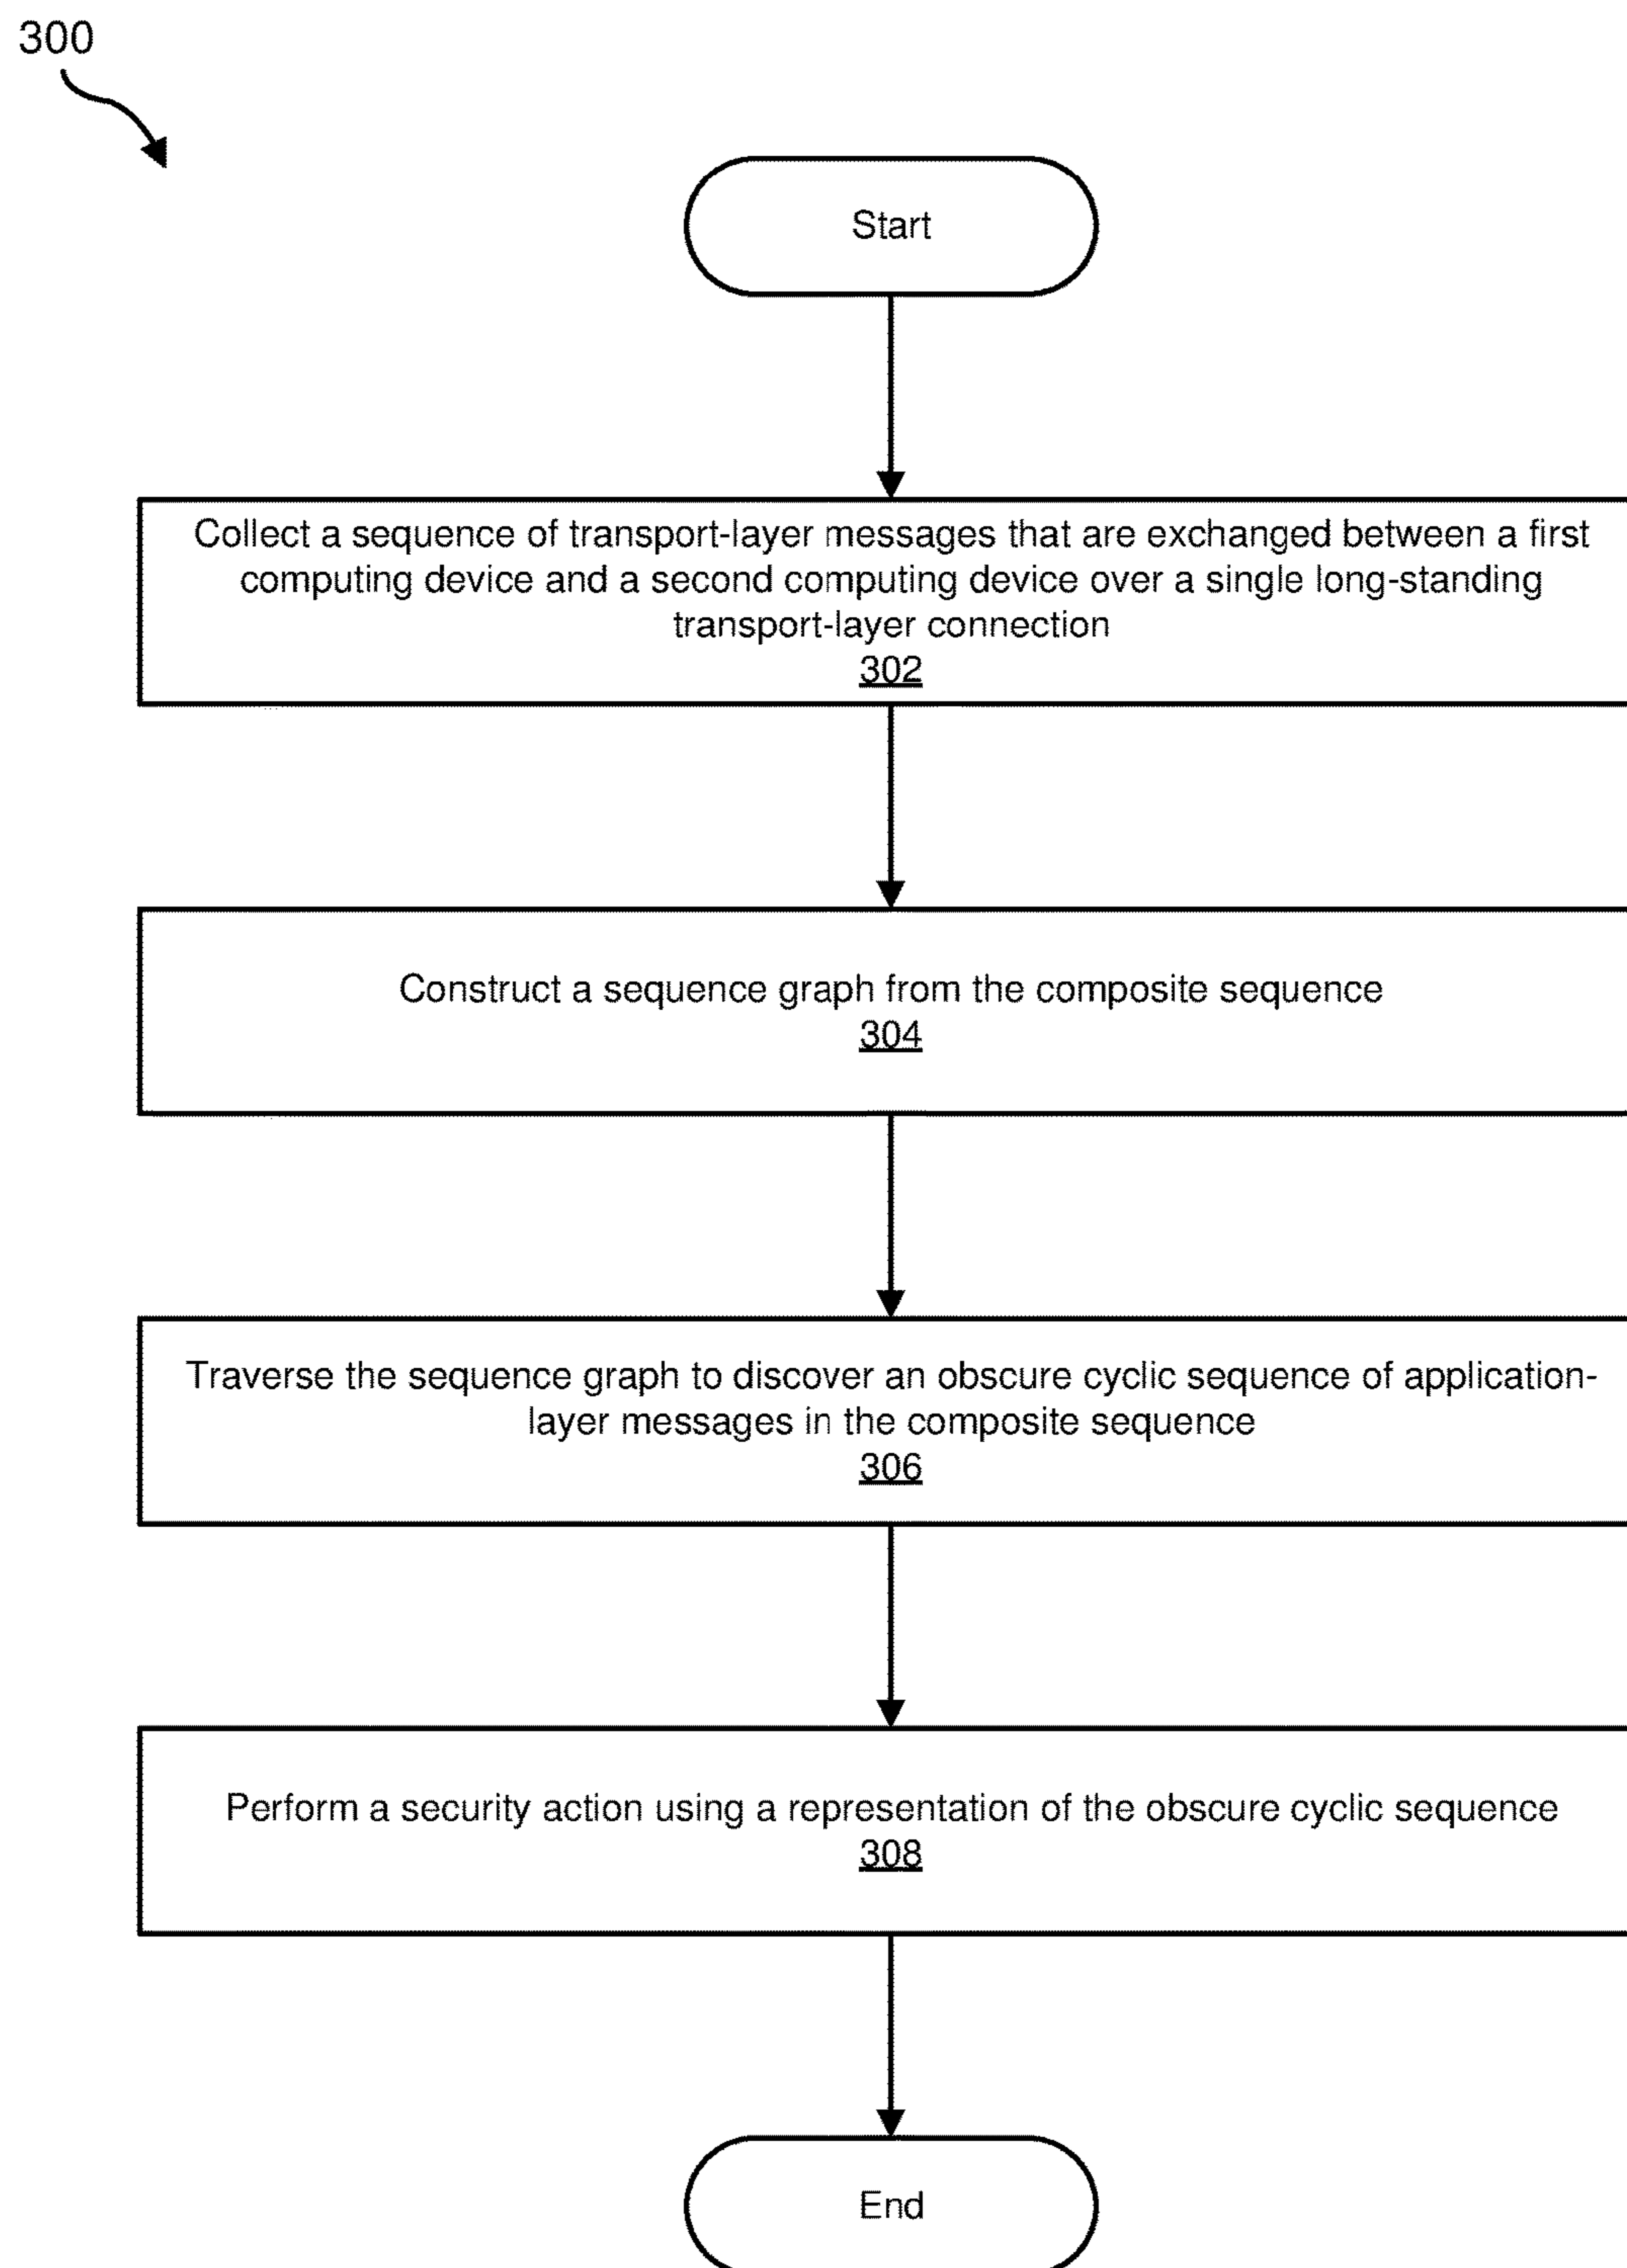 300
Start
Collect a sequence of transport-layer messages that are exchanged between a first
computing device and a second computing device over a single long-standing
transport-layer connection
302
Construct a sequence graph from the composite sequence
304
Traverse the sequence graph to discover an obscure cyclic sequence of application-
layer messages in the composite sequence
306
Perform a security action using a representation of the obscure cyclic sequence
308
End